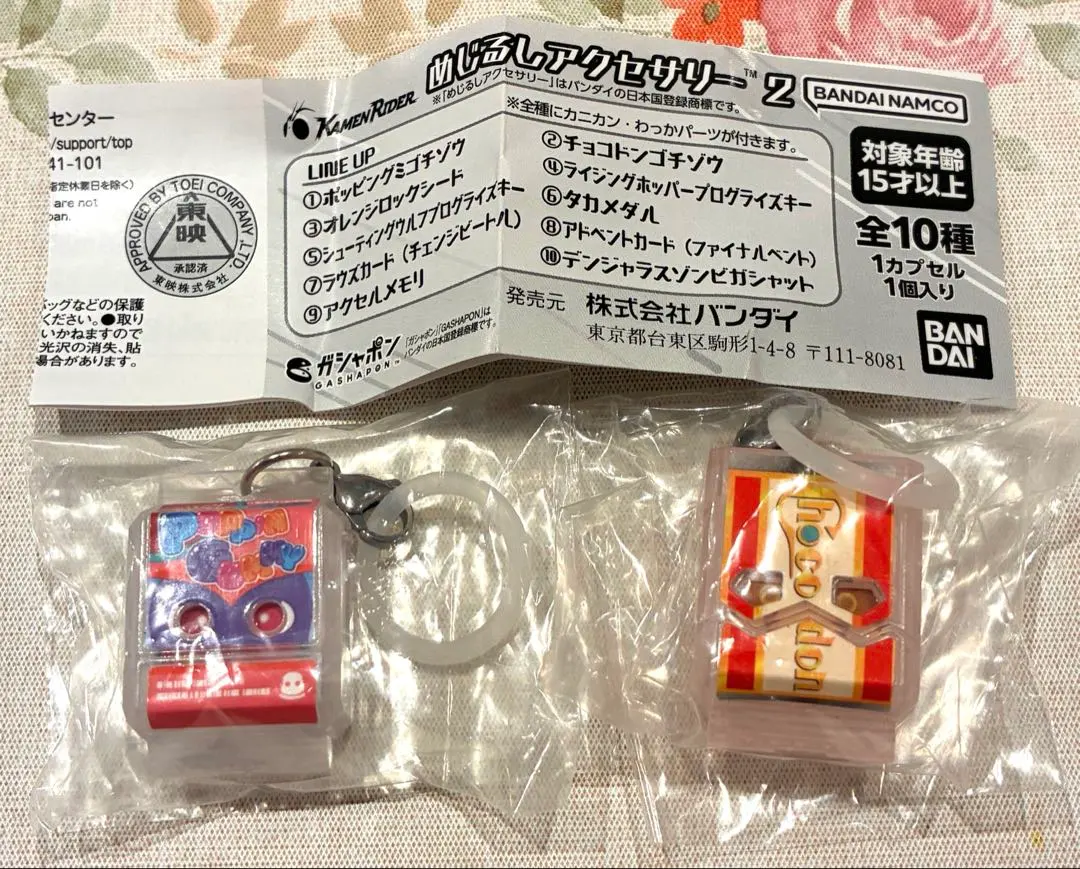 センター
/support/top
41-101
指定休業日を除く)
are not
pan.
APPROVED BY TOEI COMPANY, LTD
東映
承認済
東映株式会社
バッグなどの保護
ください。●取り
いかねますので
光沢の消失、貼
場合があります。
KAMEN RIDER
めじるしアクセサリー™ 2
※「めじるしアクセサリー」はバンダイの日本国登録商標です。
BANDAI NAMCO
※全種にカニカン・わっかパーツが付きます。
LINE UP
①ポッピングミゴチゾウ
②チョコドンゴチゾウ
③オレンジロックシード
④ライジングホッパープログライズキー
⑤シューティングウルフプログライズキー
⑥タカメダル
⑦ラウズカード（チェンジビートル）
⑧アドベントカード（ファイナルベント）
⑨アクセルメモリ
⑩デンジャラスゾンビガシャット
対象年齢
15才以上
全10種
1カプセル
1個入り
ガシャポン
GASHAPON™
「ガシャポン」「GASHAPON」は
バンダイの日本国登録商標です。
発売元 株式会社バンダイ
東京都台東区駒形1-4-8 〒111-8081
BAN
DAI
Choco
don